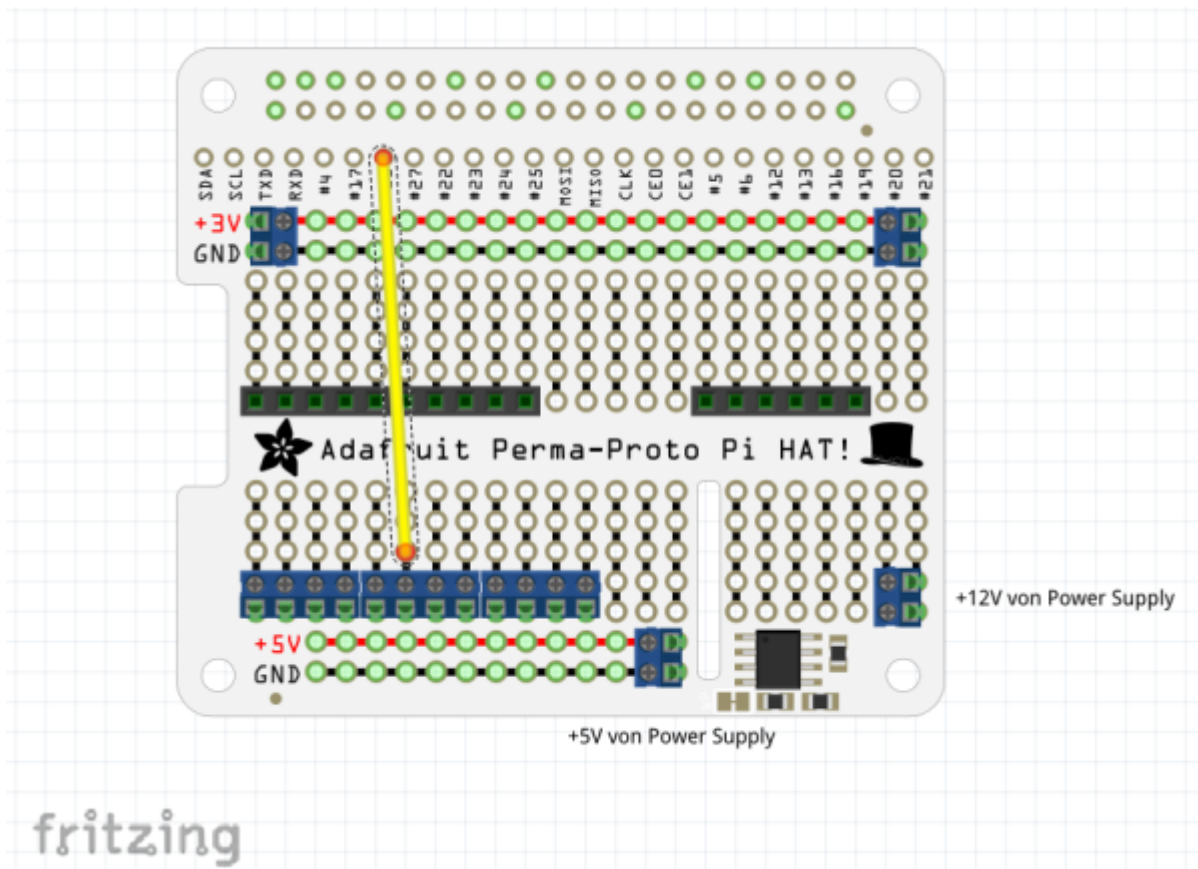 SDA SCL TXD RXD #4 #17 #27 #22 #23 #24 #25 MOSI MISO CLK CE0 CE1 #5 #6 #12 #13 #16 #19 #20 #21
+3V
GND
Adafruit Perma-Proto Pi HAT!
+12V von Power Supply
+5V
GND
+5V von Power Supply
fritzing